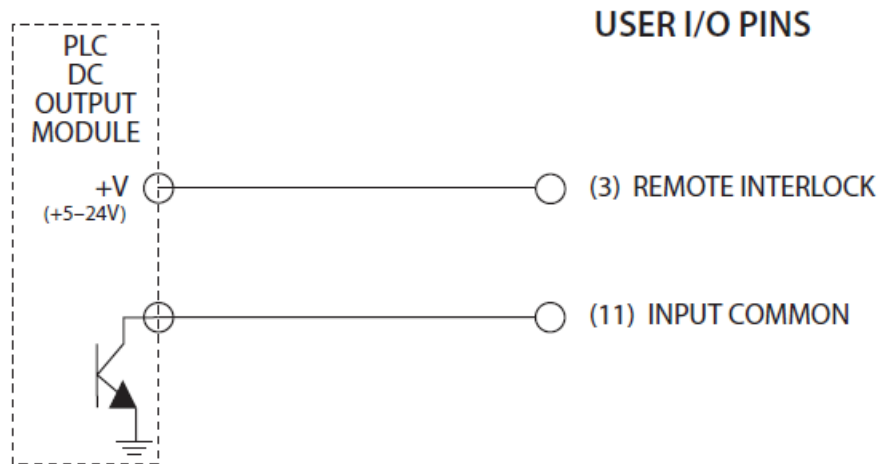 USER I/O PINS
PLC
DC
OUTPUT
MODULE
+V
(+5–24V)
(3) REMOTE INTERLOCK
(11) INPUT COMMON